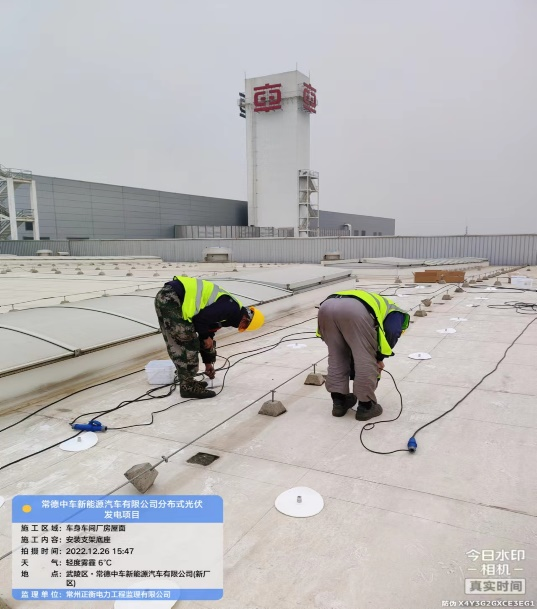 常德中车新能源汽车有限公司分布式光伏
发电项目
施工区域: 车身车间厂房屋面
施工内容: 安装支架底座
拍摄时间: 2022.12.26 15:47
天 气: 轻度雾霾 6℃
地 点: 武陵区·常德中车新能源汽车有限公司(新厂
区)
监理单位: 常州正衡电力工程监理有限公司
今日水印
-相机-
真实时间
防伪 X4Y3G2GXCE3EG1